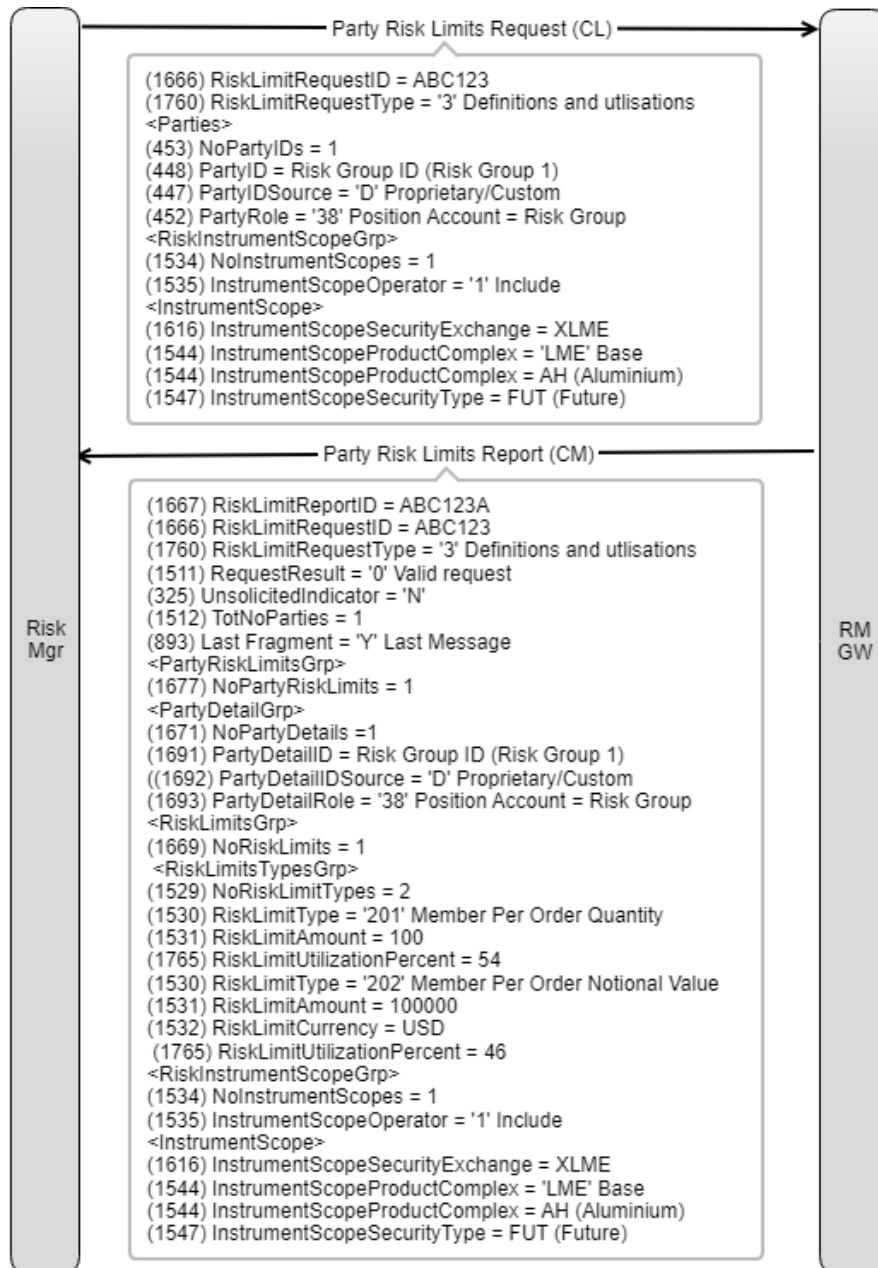 Party Risk Limits Request (CL)
(1666) RiskLimitRequestID = ABC123
(1760) RiskLimitRequestType = '3' Definitions and utlisations
<Parties>
(453) NoPartyIDs = 1
(448) PartyID = Risk Group ID (Risk Group 1)
(447) PartyIDSource = 'D' Proprietary/Custom
(452) PartyRole = '38' Position Account = Risk Group
<RiskInstrumentScopeGrp>
(1534) NoInstrumentScopes = 1
(1535) InstrumentScopeOperator = '1' Include
<InstrumentScope>
(1616) InstrumentScopeSecurityExchange = XLME
(1544) InstrumentScopeProductComplex = 'LME' Base
(1544) InstrumentScopeProductComplex = AH (Aluminium)
(1547) InstrumentScopeSecurityType = FUT (Future)
Party Risk Limits Report (CM)
(1667) RiskLimitReportID = ABC123A
(1666) RiskLimitRequestID = ABC123
(1760) RiskLimitRequestType = '3' Definitions and utlisations
(1511) RequestResult = '0' Valid request
(325) UnsolicitedIndicator = 'N'
(1512) TotNoParties = 1
(893) Last Fragment = 'Y' Last Message
<PartyRiskLimitsGrp>
(1677) NoPartyRiskLimits = 1
<PartyDetailGrp>
(1671) NoPartyDetails =1
(1691) PartyDetailID = Risk Group ID (Risk Group 1)
((1692) PartyDetailIDSource = 'D' Proprietary/Custom
(1693) PartyDetailRole = '38' Position Account = Risk Group
<RiskLimitsGrp>
(1669) NoRiskLimits = 1
<RiskLimitsTypesGrp>
(1529) NoRiskLimitTypes = 2
(1530) RiskLimitType = '201' Member Per Order Quantity
(1531) RiskLimitAmount = 100
(1765) RiskLimitUtilizationPercent = 54
(1530) RiskLimitType = '202' Member Per Order Notional Value
(1531) RiskLimitAmount = 100000
(1532) RiskLimitCurrency = USD
(1765) RiskLimitUtilizationPercent = 46
<RiskInstrumentScopeGrp>
(1534) NoInstrumentScopes = 1
(1535) InstrumentScopeOperator = '1' Include
<InstrumentScope>
(1616) InstrumentScopeSecurityExchange = XLME
(1544) InstrumentScopeProductComplex = 'LME' Base
(1544) InstrumentScopeProductComplex = AH (Aluminium)
(1547) InstrumentScopeSecurityType = FUT (Future)
Risk
Mgr
RM
GW